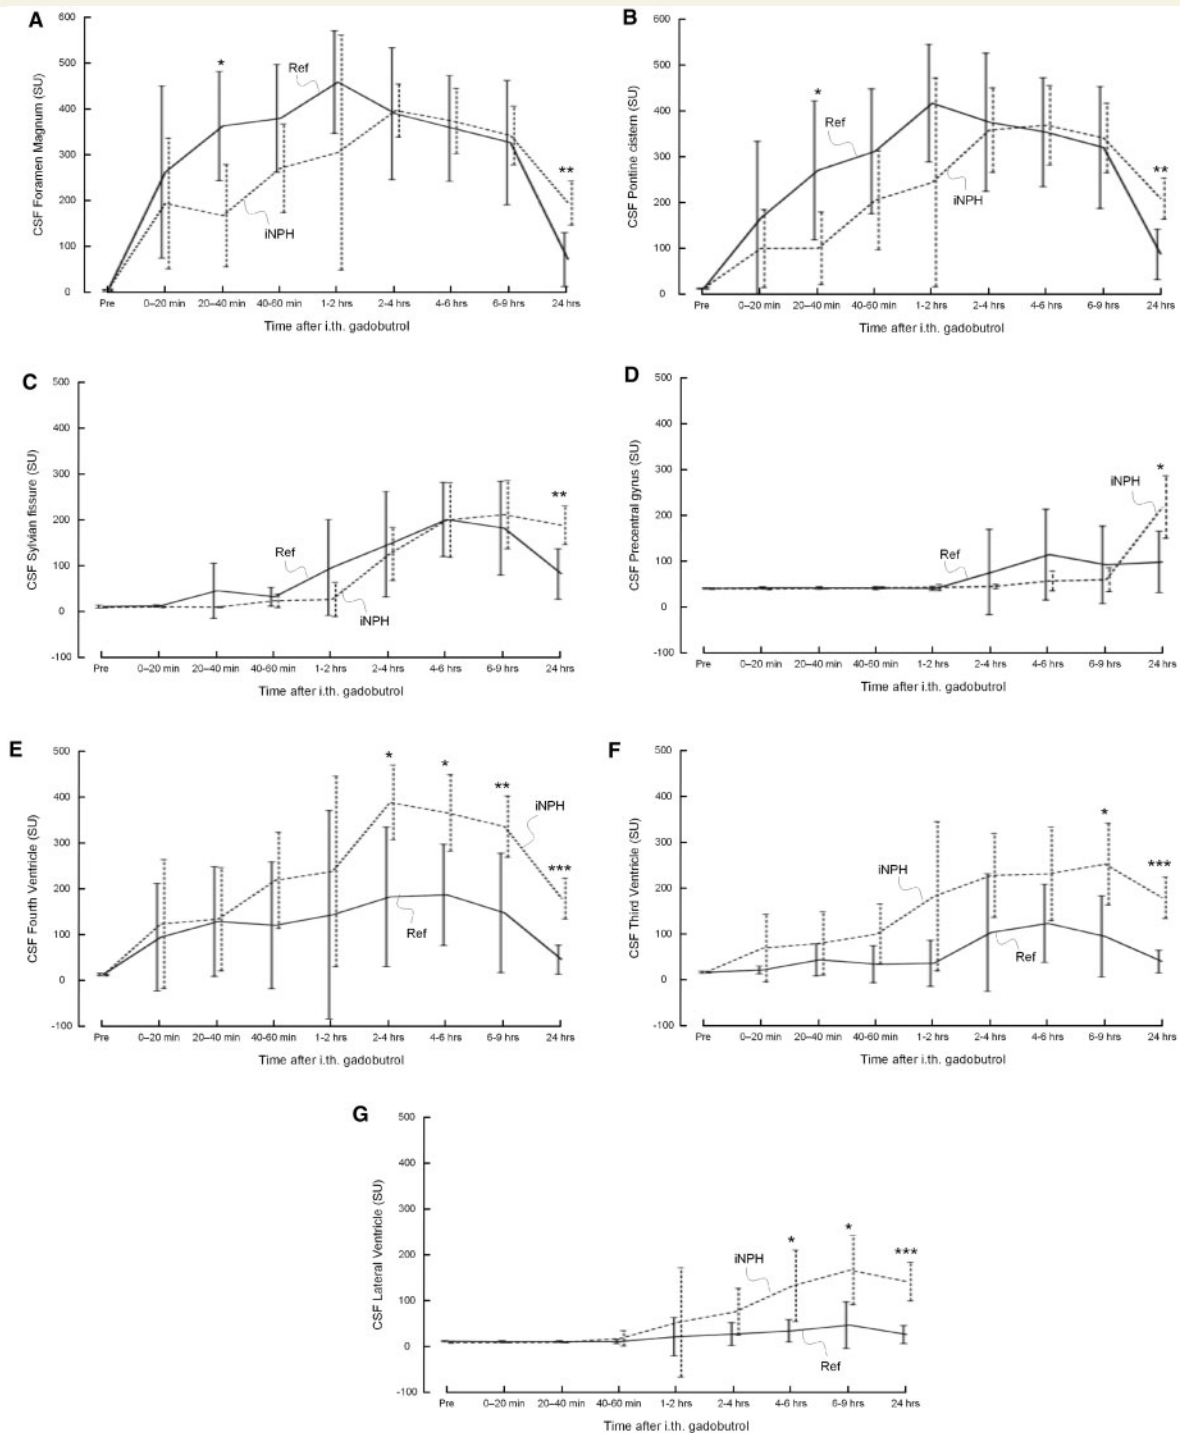 A
CSF Foramen Magnum (SU)
600
500
400
300
200
100
0
*
Ref
iNPH
**
Pre 0–20 min 20–40 min 40-60 min 1-2 hrs 2-4 hrs 4-6 hrs 6-9 hrs 24 hrs
Time after i.th. gadobutrol
B
CSF Pontine cistern (SU)
600
500
400
300
200
100
0
*
Ref
iNPH
**
Pre 0–20 min 20–40 min 40-60 min 1-2 hrs 2-4 hrs 4-6 hrs 6-9 hrs 24 hrs
Time after i.th. gadobutrol
C
CSF Sylvian fissure (SU)
500
400
300
200
100
0
-100
Ref
iNPH
**
Pre 0–20 min 20–40 min 40-60 min 1-2 hrs 2-4 hrs 4-6 hrs 6-9 hrs 24 hrs
Time after i.th. gadobutrol
D
CSF Precentral gyrus (SU)
500
400
300
200
100
0
-100
Ref
iNPH
*
Pre 0–20 min 20–40 min 40-60 min 1-2 hrs 2-4 hrs 4-6 hrs 6-9 hrs 24 hrs
Time after i.th. gadobutrol
E
CSF Fourth Ventricle (SU)
500
400
300
200
100
0
-100
*
*
**
iNPH
***
Ref
Pre 0–20 min 20–40 min 40-60 min 1-2 hrs 2-4 hrs 4-6 hrs 6-9 hrs 24 hrs
Time after i.th. gadobutrol
F
CSF Third Ventricle (SU)
500
400
300
200
100
0
-100
iNPH
*
***
Ref
Pre 0–20 min 20–40 min 40-60 min 1-2 hrs 2-4 hrs 4-6 hrs 6-9 hrs 24 hrs
Time after i.th. gadobutrol
G
CSF Lateral Ventricle (SU)
500
400
300
200
100
0
-100
iNPH
*
*
***
Ref
Pre 0–20 min 20–40 min 40-60 min 1-2 hrs 2-4 hrs 4-6 hrs 6-9 hrs 24 hrs
Time after i.th. gadobutrol